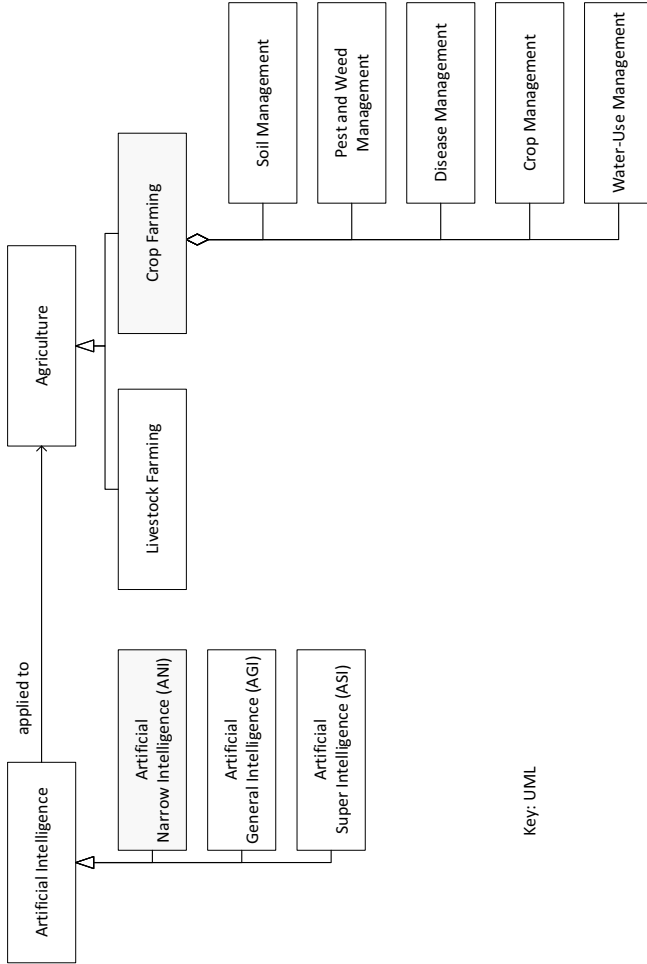 Artificial Intelligence
applied to
Agriculture
Artificial
Narrow Intelligence (ANI)
Artificial
General Intelligence (AGI)
Artificial
Super Intelligence (ASI)
Livestock Farming
Crop Farming
Soil Management
Pest and Weed
Management
Disease Management
Crop Management
Water-Use Management
Key: UML